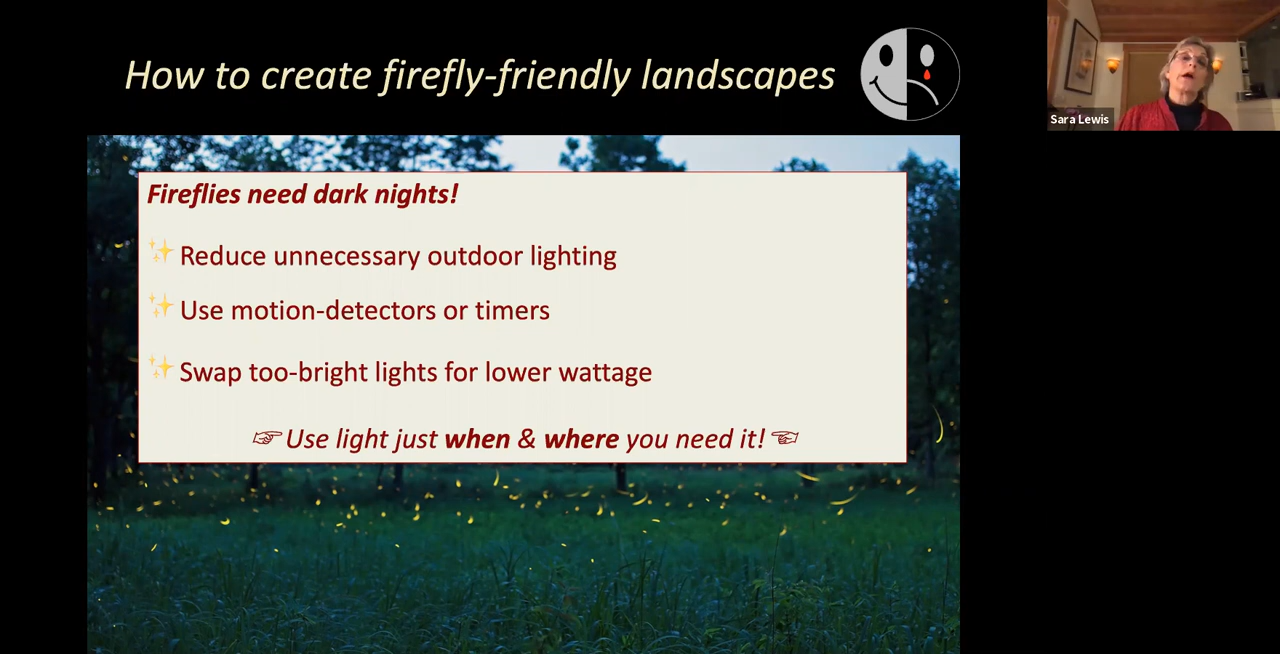 How to create firefly-friendly landscapes
Sara Lewis
Fireflies need dark nights!
✨ Reduce unnecessary outdoor lighting
✨ Use motion-detectors or timers
✨ Swap too-bright lights for lower wattage
☞ Use light just when & where you need it! ☜